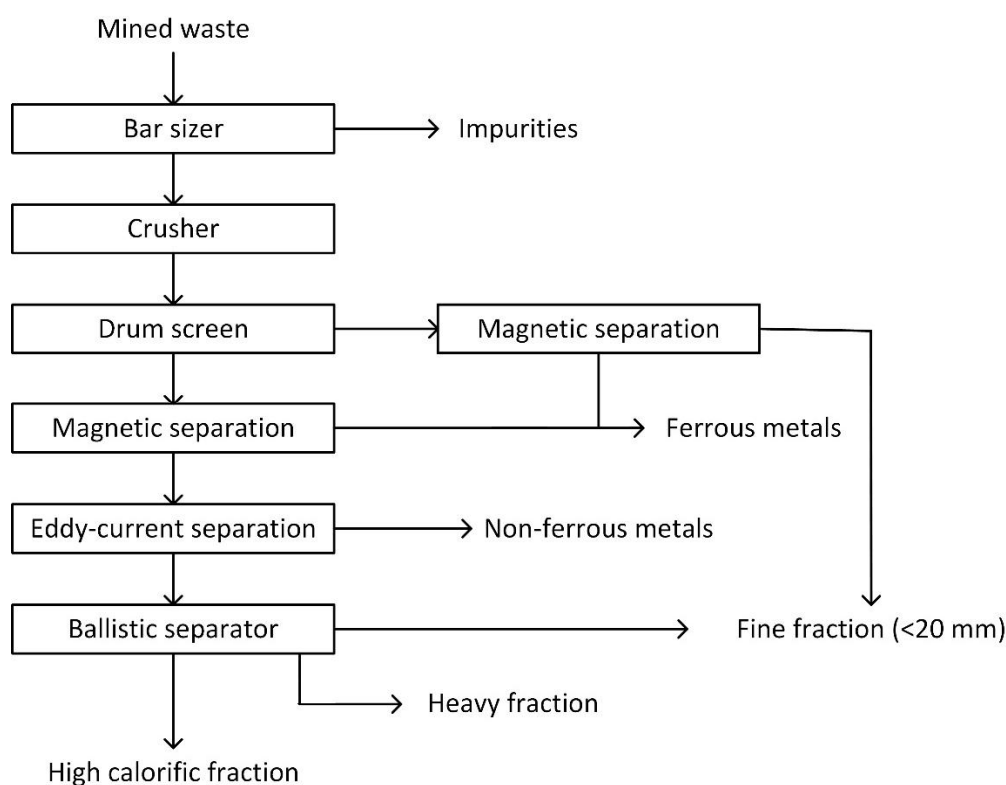 Mined waste
Bar sizer
Impurities
Crusher
Drum screen
Magnetic separation
Magnetic separation
Ferrous metals
Eddy-current separation
Non-ferrous metals
Ballistic separator
Fine fraction (<20 mm)
Heavy fraction
High calorific fraction